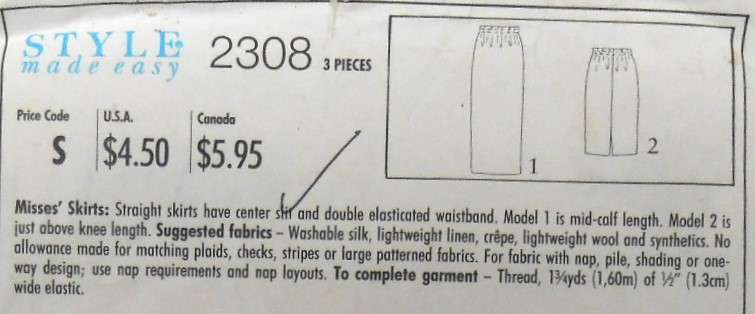 STYLE
made easy
2308 3 PIECES
Price Code U.S.A. Canada
S $4.50 $5.95
1
2
Misses' Skirts: Straight skirts have center slit and double elasticated waistband. Model 1 is mid-calf length. Model 2 is
just above knee length. Suggested fabrics – Washable silk, lightweight linen, crêpe, lightweight wool and synthetics. No
allowance made for matching plaids, checks, stripes or large patterned fabrics. For fabric with nap, pile, shading or one-
way design; use nap requirements and nap layouts. To complete garment – Thread, 1¾yds (1,60m) of ½" (1.3cm)
wide elastic.